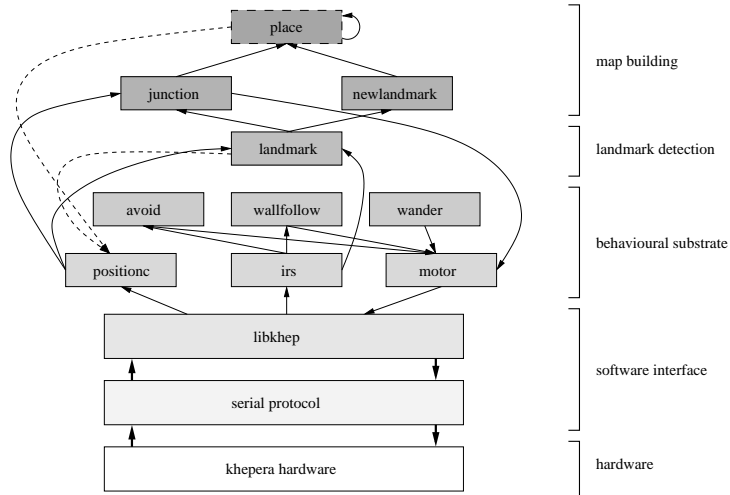 place
map building
junction
newlandmark
landmark
landmark detection
avoid
wallfollow
wander
behavioural substrate
positionc
irs
motor
libkhep
software interface
serial protocol
khepera hardware
hardware